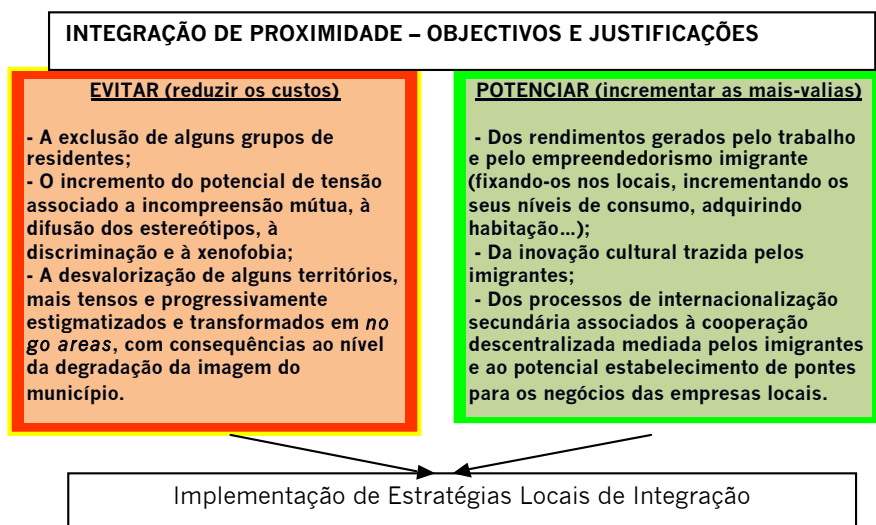 INTEGRAÇÃO DE PROXIMIDADE – OBJECTIVOS E JUSTIFICAÇÕES
EVITAR (reduzir os custos)
- A exclusão de alguns grupos de
residentes;
- O incremento do potencial de tensão
associado a incompreensão mútua, à
difusão dos estereótipos, à
discriminação e à xenofobia;
- A desvalorização de alguns territórios,
mais tensos e progressivamente
estigmatizados e transformados em no
go areas, com consequências ao nível
da degradação da imagem do
município.
POTENCIAR (incrementar as mais-valias)
- Dos rendimentos gerados pelo trabalho
e pelo empreendedorismo imigrante
(fixando-os nos locais, incrementando os
seus níveis de consumo, adquirindo
habitação...);
- Da inovação cultural trazida pelos
imigrantes;
- Dos processos de internacionalização
secundária associados à cooperação
descentralizada mediada pelos imigrantes
e ao potencial estabelecimento de pontes
para os negócios das empresas locais.
Implementação de Estratégias Locais de Integração